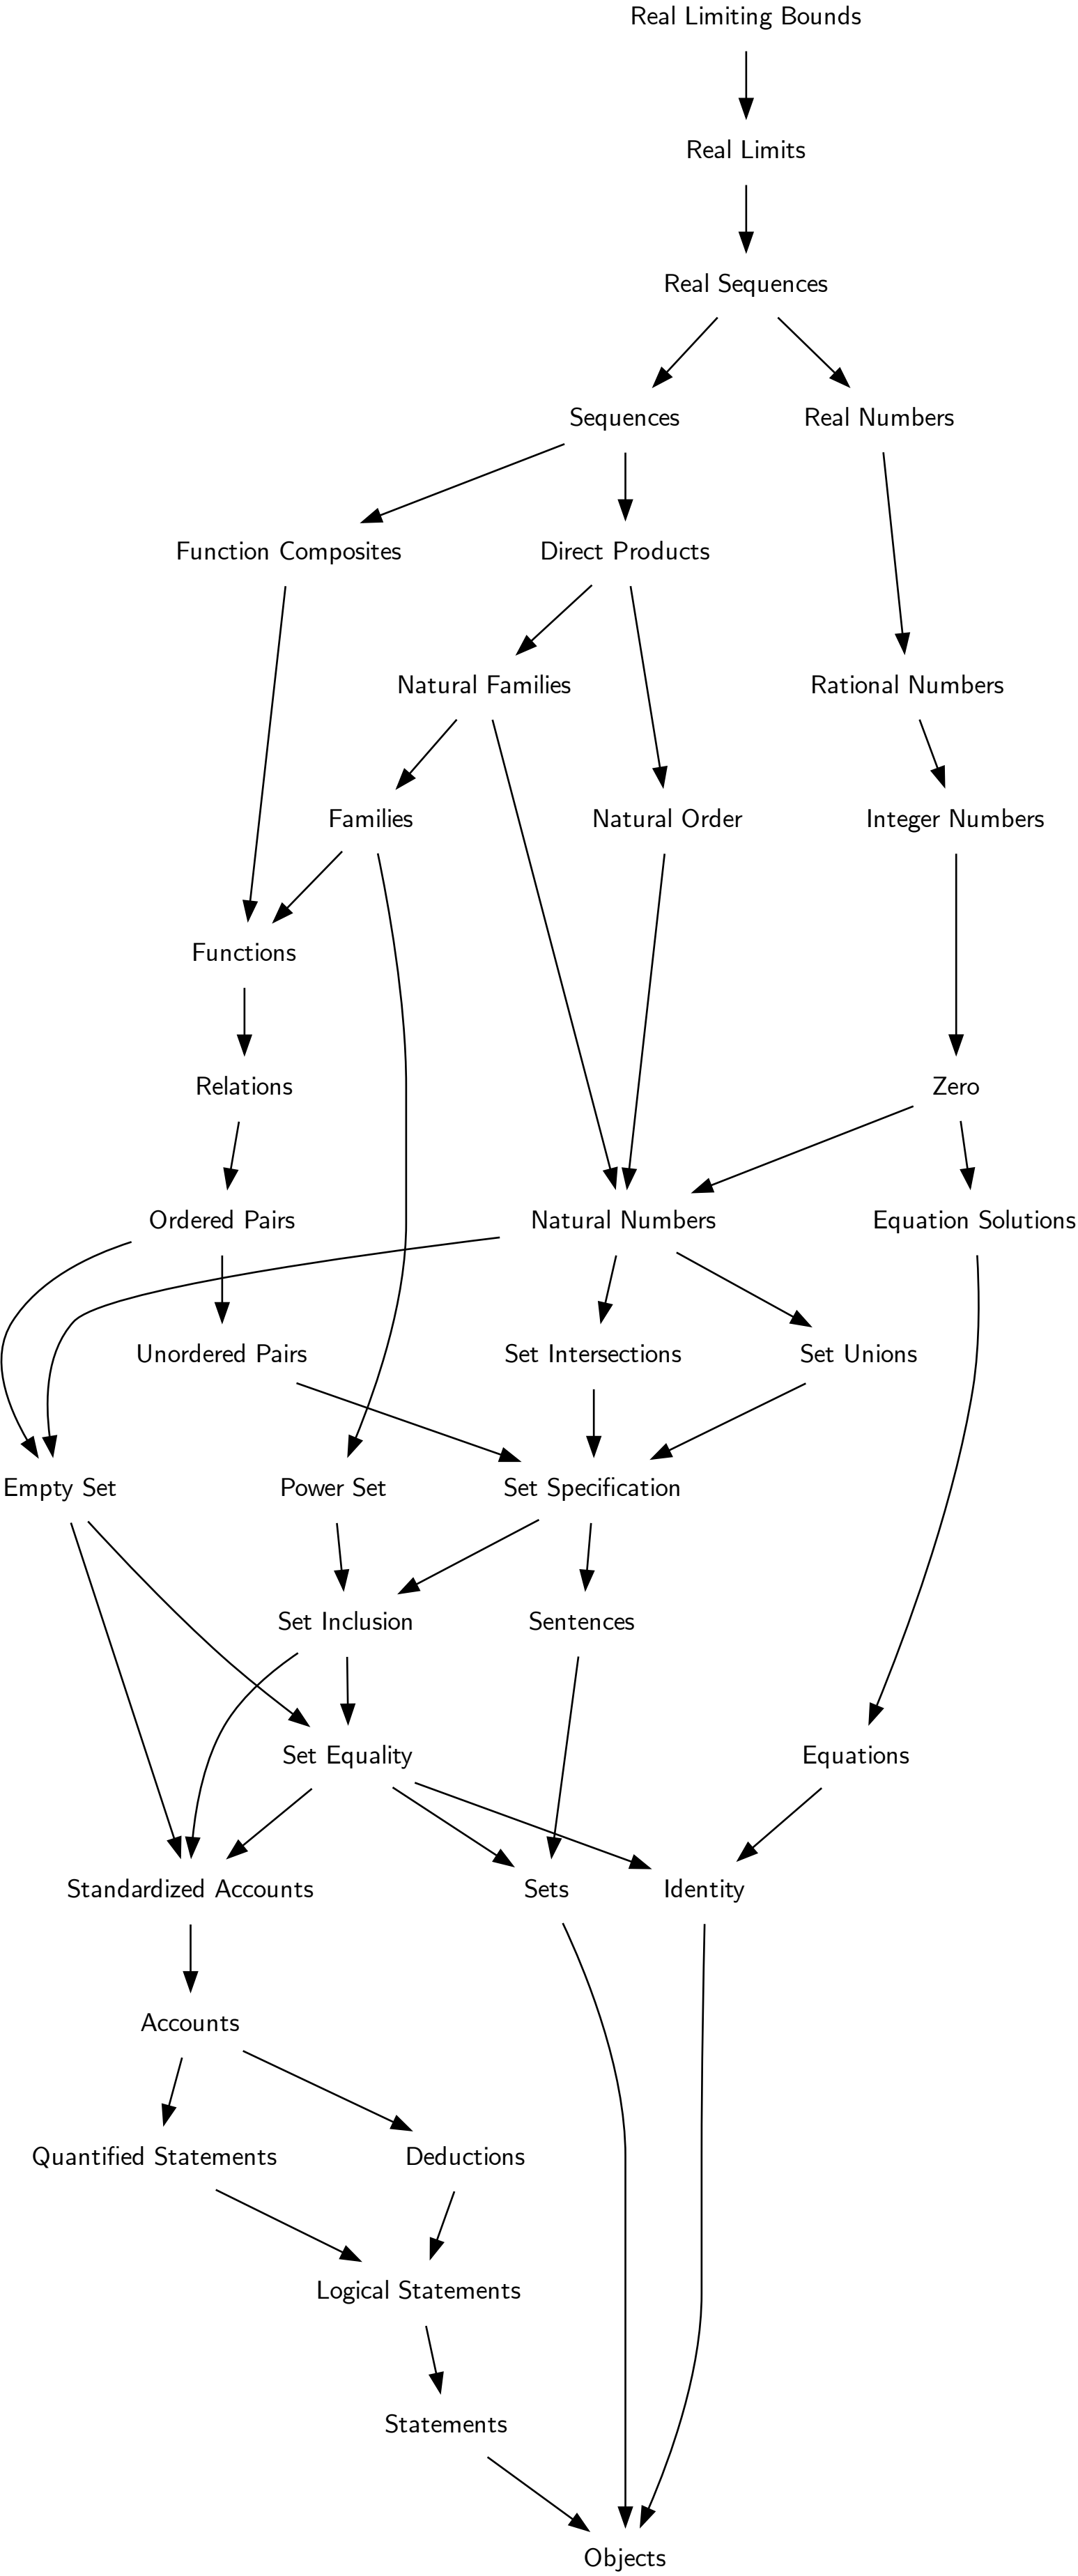 Real Limiting Bounds
Real Limits
Real Sequences
Sequences
Real Numbers
Function Composites
Direct Products
Natural Families
Rational Numbers
Families
Natural Order
Integer Numbers
Functions
Relations
Zero
Ordered Pairs
Natural Numbers
Equation Solutions
Unordered Pairs
Set Intersections
Set Unions
Empty Set
Power Set
Set Specification
Set Inclusion
Sentences
Set Equality
Equations
Standardized Accounts
Sets
Identity
Accounts
Quantified Statements
Deductions
Logical Statements
Statements
Objects